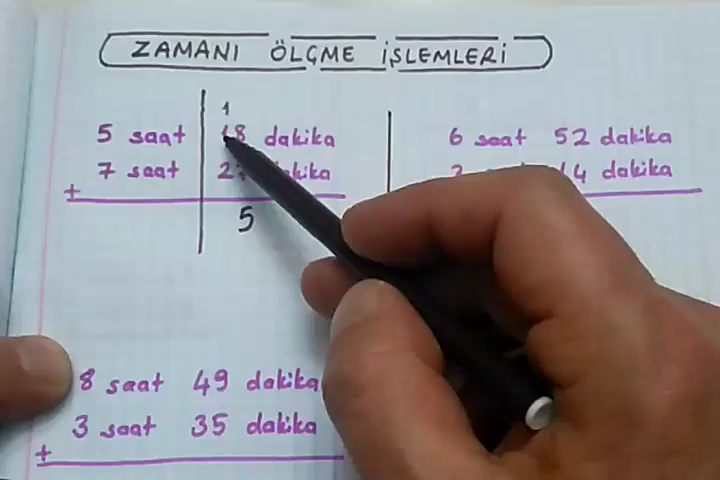 ZAMANI ÖLÇME İŞLEMLERİ
1
5 saat 18 dakika
7 saat
+
5
6 saat 52 dakika
14 dakika
8 saat 49 dakika
3 saat 35 dakika
+